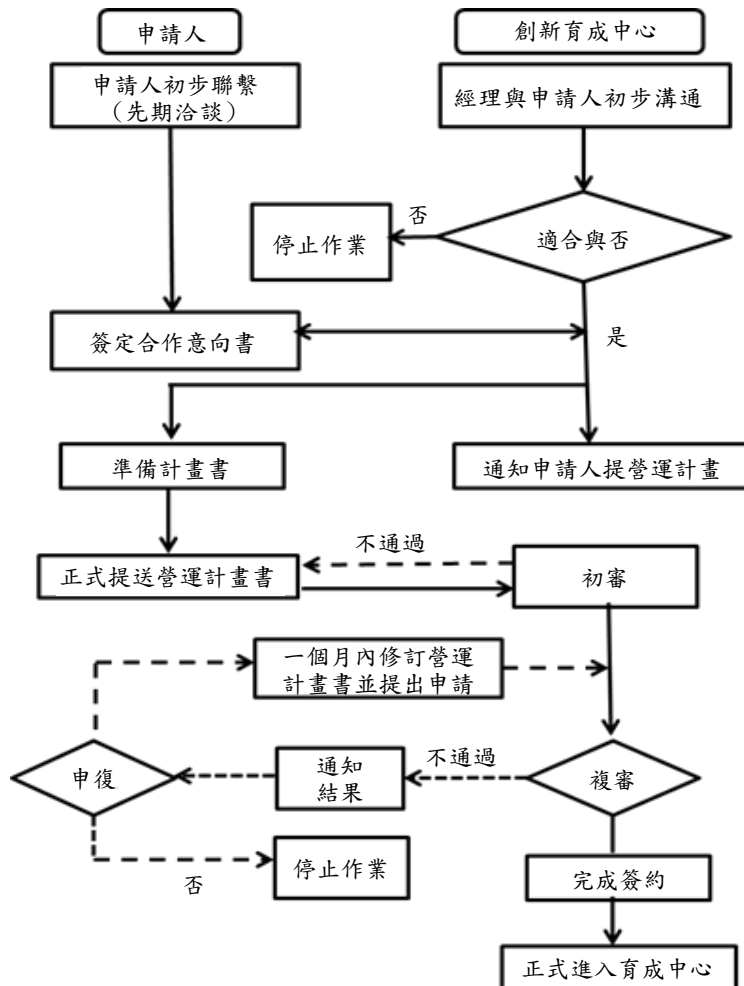 申請人
創新育成中心
申請人初步聯繫
(先期洽談)
經理與申請人初步溝通
否
停止作業
適合與否
簽定合作意向書
是
準備計畫書
通知申請人提營運計畫
不通過
正式提送營運計畫書
初審
一個月內修訂營運
計畫書並提出申請
不通過
申復
通知
結果
複審
停止作業
否
完成簽約
正式進入育成中心